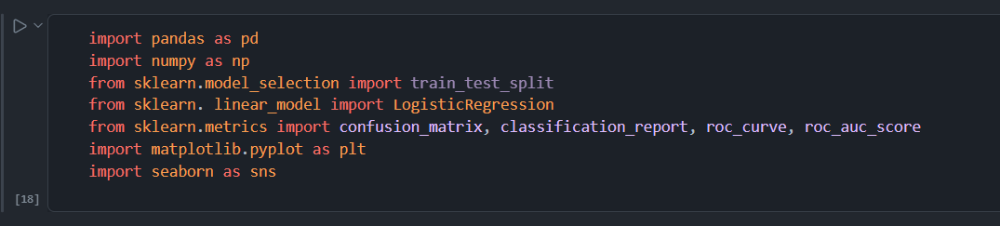 import pandas as pd
import numpy as np
from sklearn.model_selection import train_test_split
from sklearn. linear_model import LogisticRegression
from sklearn.metrics import confusion_matrix, classification_report, roc_curve, roc_auc_score
import matplotlib.pyplot as plt
import seaborn as sns
[18]